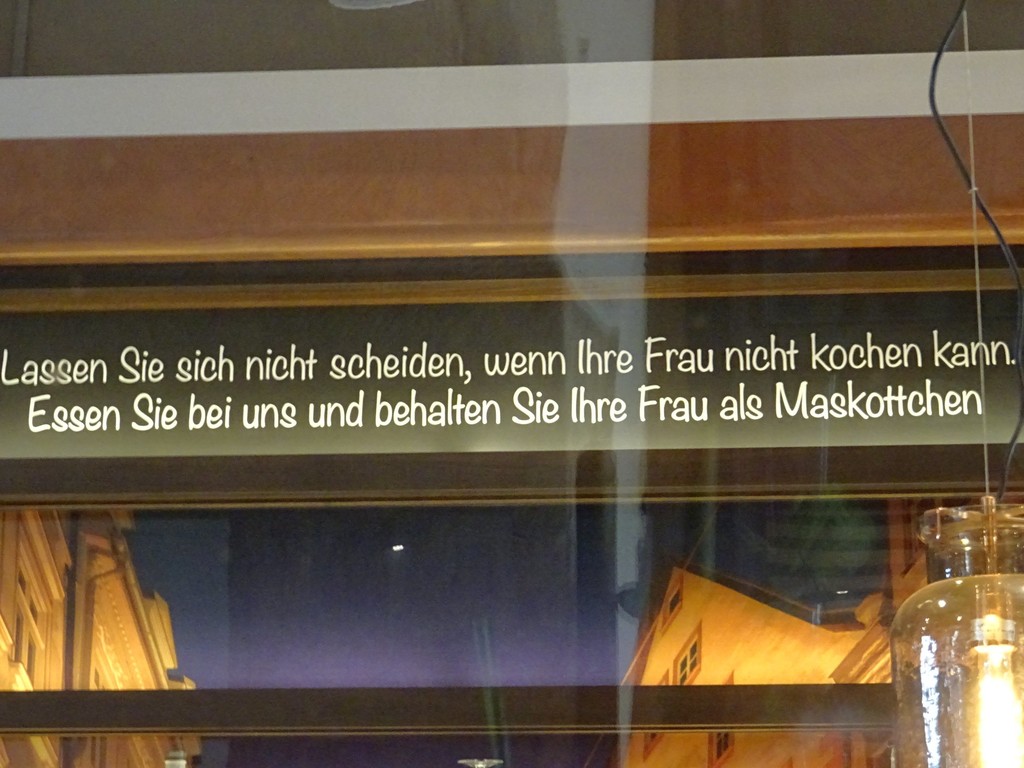 Lassen Sie sich nicht scheiden, wenn Ihre Frau nicht kochen kann.
Essen Sie bei uns und behalten Sie Ihre Frau als Maskottchen